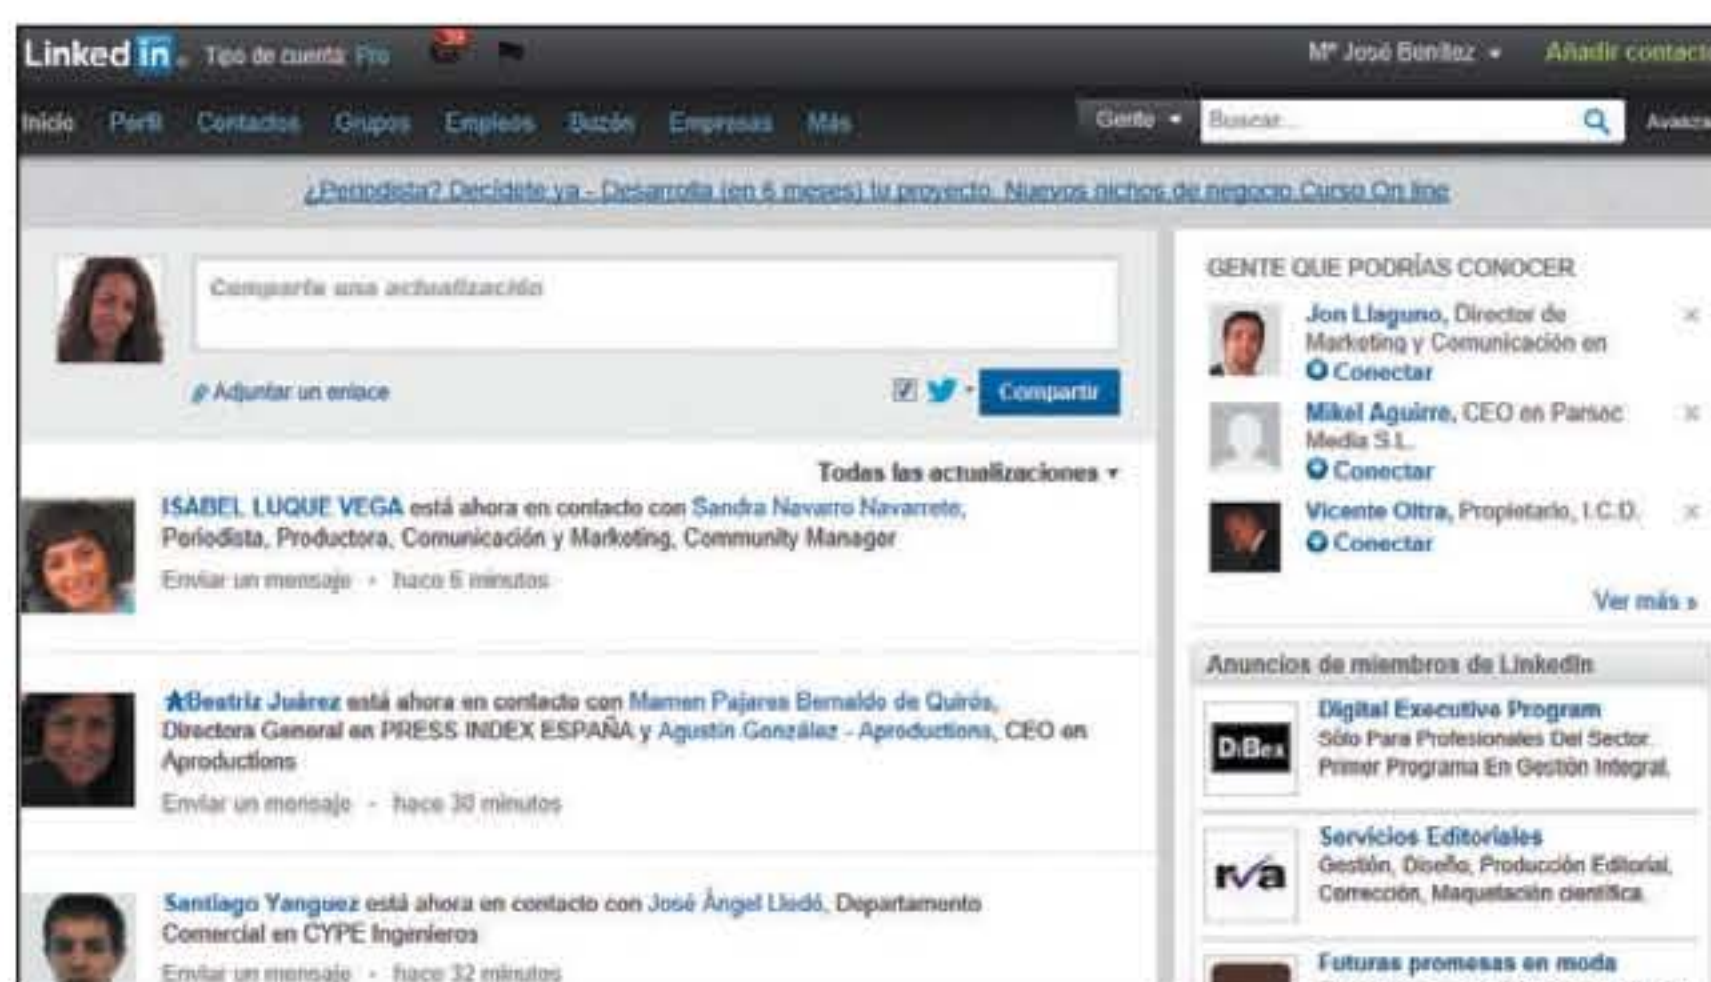 Linked in. Tipo de cuenta: Pro
Mª José Benítez Añadir contacto
Inicio Perfil Contactos Grupos Empleos Buzón Empresas Más Gente Buscar...
¿Periodista? Decídete ya - Desarrolla (en 6 meses) tu proyecto. Nuevos nichos de negocio Curso On line
Comparte una actualización
Adjuntar un enlace Compartir
Todas las actualizaciones
ISABEL LUQUE VEGA está ahora en contacto con Sandra Navarro Navarrete,
Periodista, Productora, Comunicación y Marketing, Community Manager
Enviar un mensaje · hace 6 minutos
Beatriz Juárez está ahora en contacto con Mamen Pajares Bernaldo de Quirós,
Directora General en PRESS INDEX ESPAÑA y Agustín González - Aproductions, CEO en
Aproductions
Enviar un mensaje · hace 30 minutos
Santiago Yanguez está ahora en contacto con José Ángel Lledó, Departamento
Comercial en CYPE Ingenieros
Enviar un mensaje · hace 32 minutos
GENTE QUE PODRÍAS CONOCER
Jon Llaguno, Director de
Marketing y Comunicación en
Conectar
Mikel Aguirre, CEO en Parsec
Media S.L.
Conectar
Vicente Oltra, Propietario, I.C.D.
Conectar
Ver más »
Anuncios de miembros de LinkedIn
DiBex
Digital Executive Program
Sólo Para Profesionales Del Sector.
Primer Programa En Gestión Integral.
rva
Servicios Editoriales
Gestión, Diseño, Producción Editorial,
Corrección, Maquetación científica.
Futuras promesas en moda